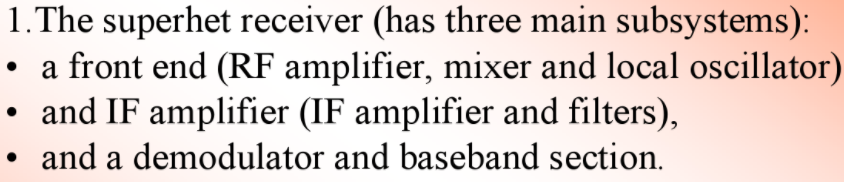 1.The superhet receiver (has three main subsystems):
• a front end (RF amplifier, mixer and local oscillator)
• and IF amplifier (IF amplifier and filters),
• and a demodulator and baseband section.